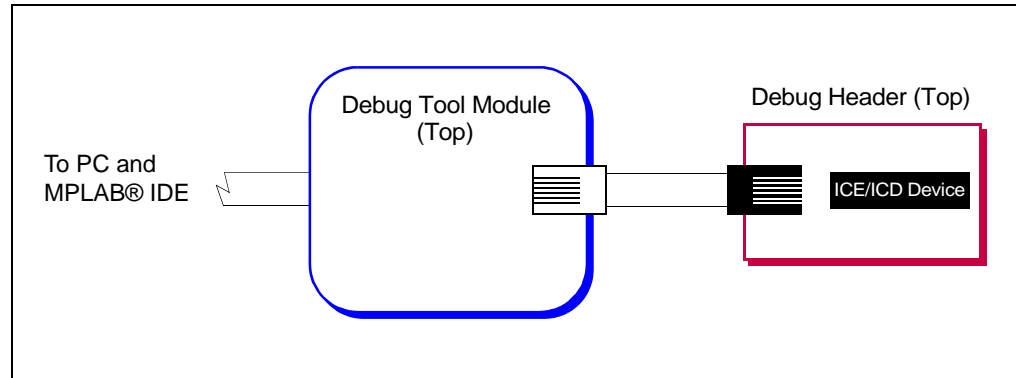 Debug Tool Module
(Top)
Debug Header (Top)
To PC and
MPLAB® IDE
ICE/ICD Device